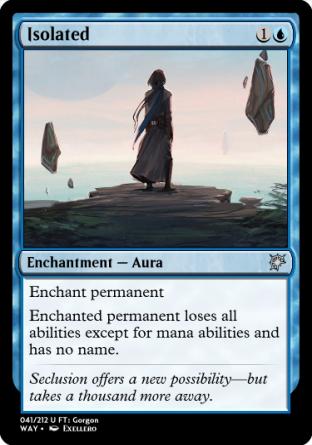 Isolated 1
Enchantment — Aura
Enchant permanent
Enchanted permanent loses all
abilities except for mana abilities and
has no name.
Seclusion offers a new possibility—but
takes a thousand more away.
041/212 U FT: Gorgon
WAY • Exellero